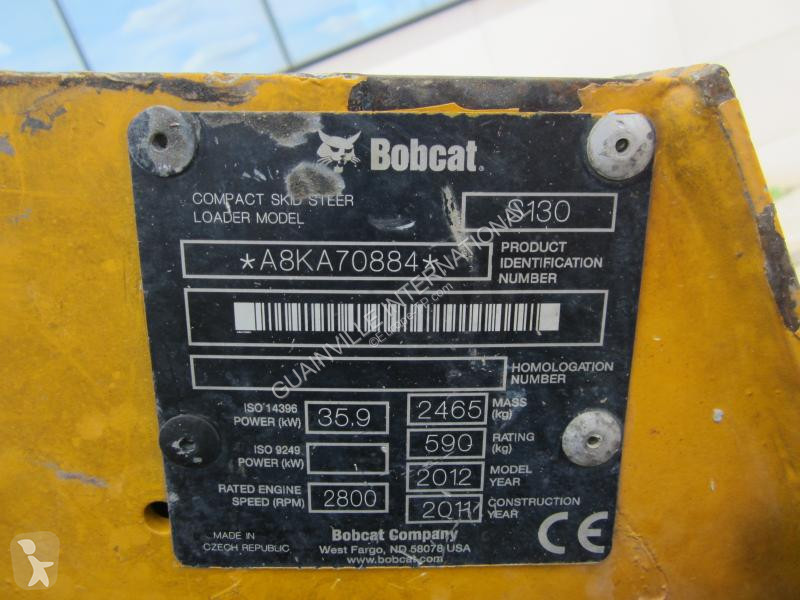 Bobcat
COMPACT SKID STEER
LOADER MODEL
S130
*A8KA70884*
PRODUCT
IDENTIFICATION
NUMBER
HOMOLOGATION
NUMBER
ISO 14396
POWER (kW)
35.9
2465
MASS
(kg)
ISO 9249
POWER (kW)
590
RATING
(kg)
2012
MODEL
YEAR
RATED ENGINE
SPEED (RPM)
2800
2011
CONSTRUCTION
YEAR
MADE IN
CZECH REPUBLIC
Bobcat Company
West Fargo, ND 58078 USA
www.bobcat.com
CE
GUAINVILLE INTERNATIONAL